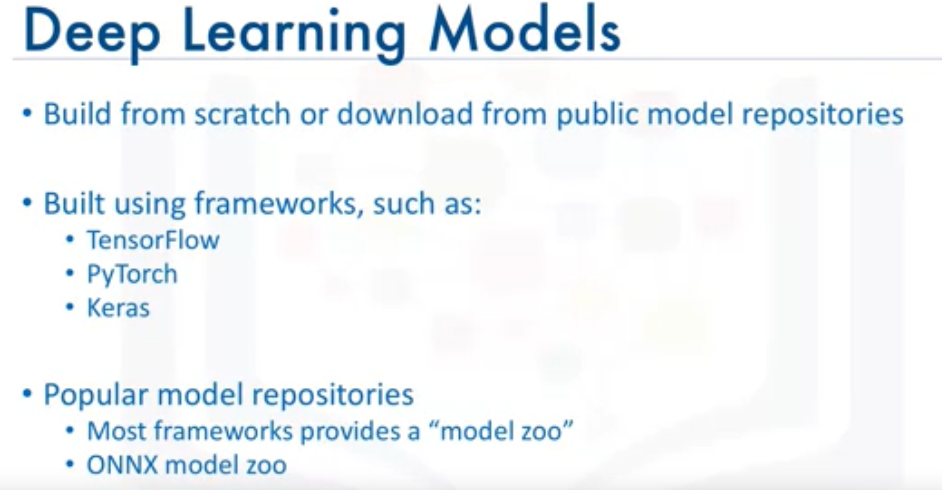 Deep Learning Models
• Build from scratch or download from public model repositories
• Built using frameworks, such as:
• TensorFlow
• PyTorch
• Keras
• Popular model repositories
• Most frameworks provides a “model zoo”
• ONNX model zoo